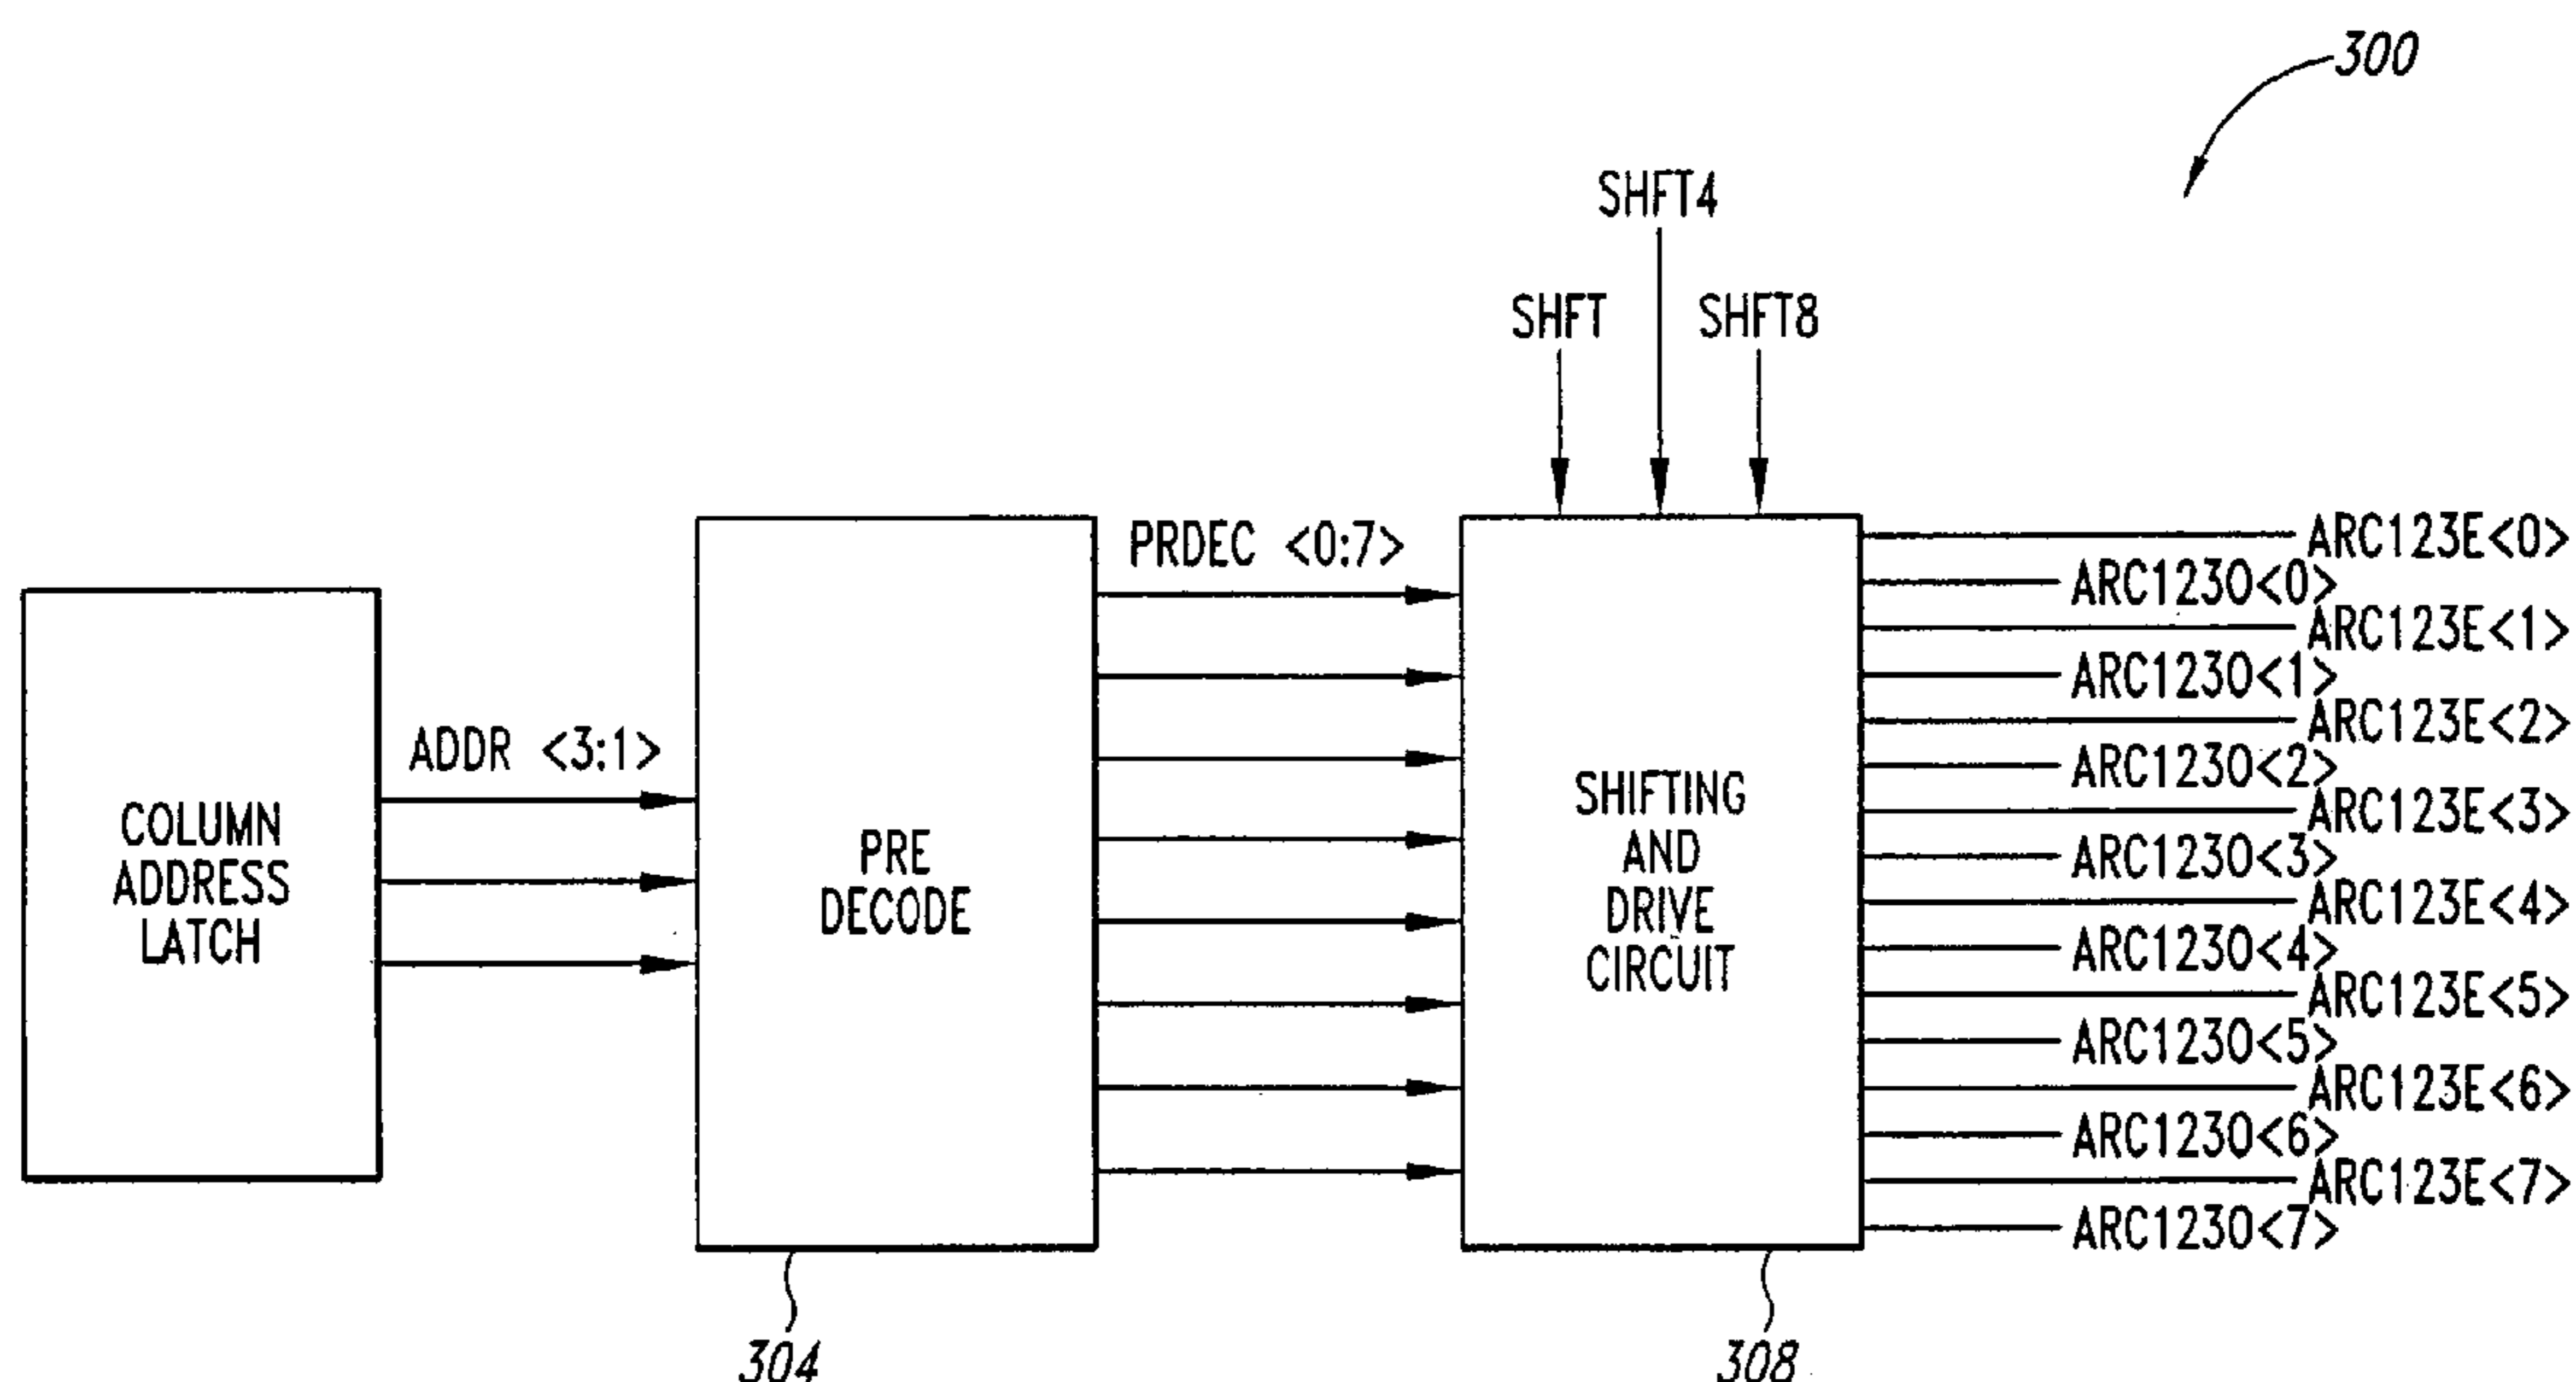 300
SHFT4
SHFT
SHFT8
COLUMN
ADDRESS
LATCH
ADDR <3:1>
PRE
DECODE
PRDEC <0:7>
SHIFTING
AND
DRIVE
CIRCUIT
ARC123E<0>
ARC123O<0>
ARC123E<1>
ARC123O<1>
ARC123E<2>
ARC123O<2>
ARC123E<3>
ARC123O<3>
ARC123E<4>
ARC123O<4>
ARC123E<5>
ARC123O<5>
ARC123E<6>
ARC123O<6>
ARC123E<7>
ARC123O<7>
304
308